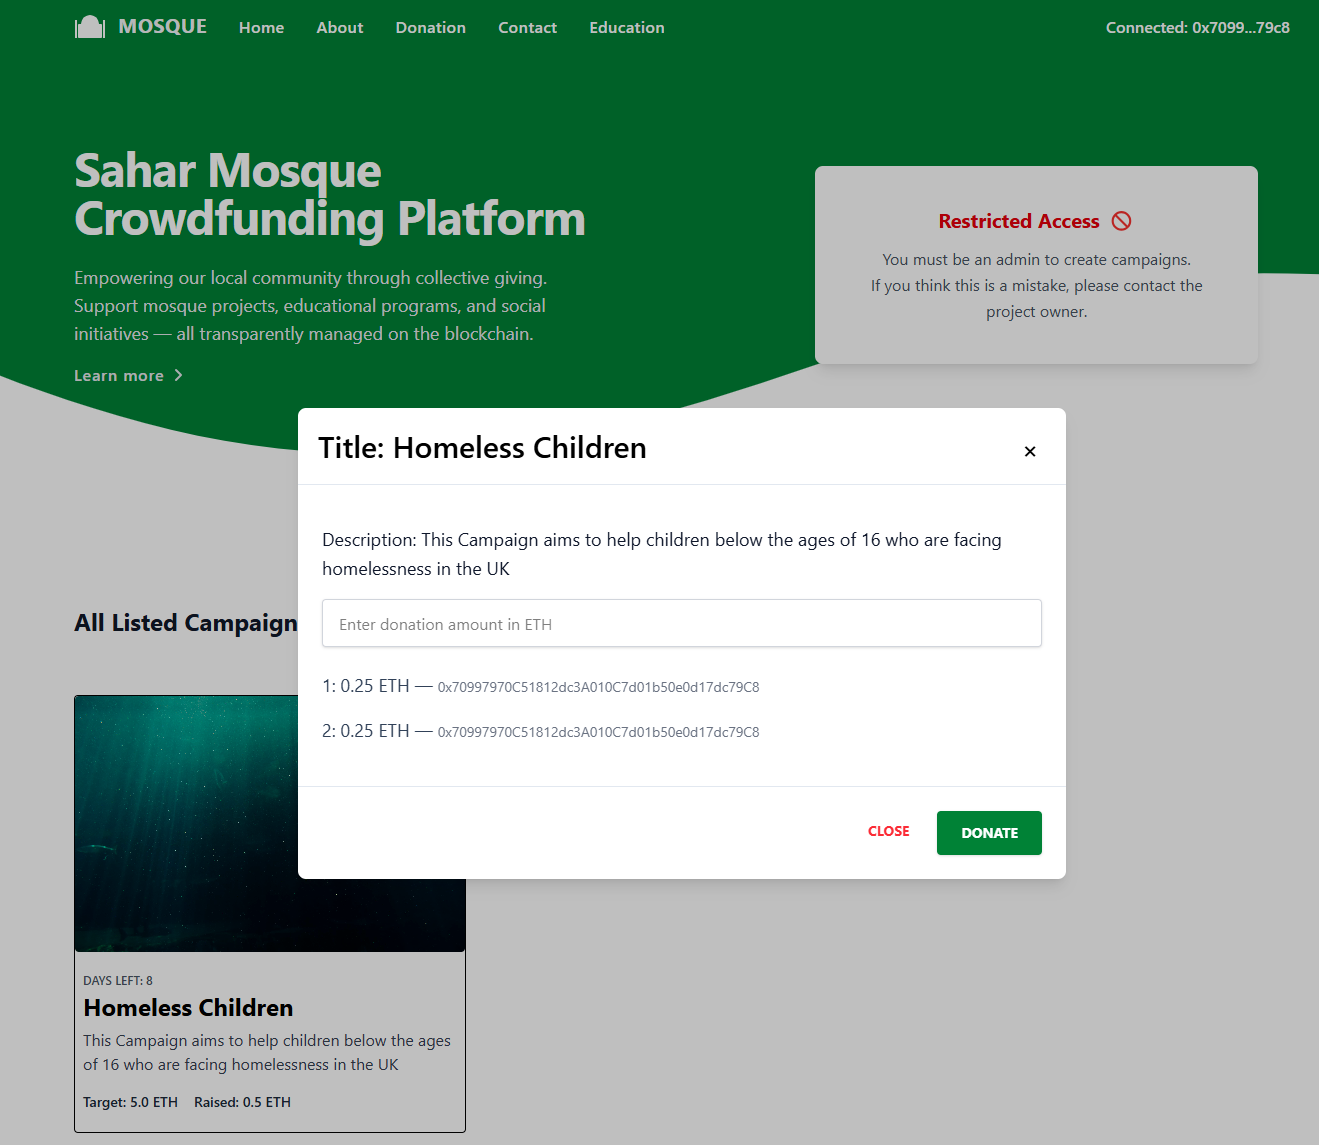 MOSQUE Home About Donation Contact Education Connected: 0x7099...79c8
Sahar Mosque
Crowdfunding Platform
Empowering our local community through collective giving.
Support mosque projects, educational programs, and social
initiatives — all transparently managed on the blockchain.
Learn more
Restricted Access
You must be an admin to create campaigns.
If you think this is a mistake, please contact the
project owner.
Title: Homeless Children
×
Description: This Campaign aims to help children below the ages of 16 who are facing
homelessness in the UK
Enter donation amount in ETH
1: 0.25 ETH — 0x70997970C51812dc3A010C7d01b50e0d17dc79C8
2: 0.25 ETH — 0x70997970C51812dc3A010C7d01b50e0d17dc79C8
CLOSE DONATE
All Listed Campaign
DAYS LEFT: 8
Homeless Children
This Campaign aims to help children below the ages
of 16 who are facing homelessness in the UK
Target: 5.0 ETH Raised: 0.5 ETH